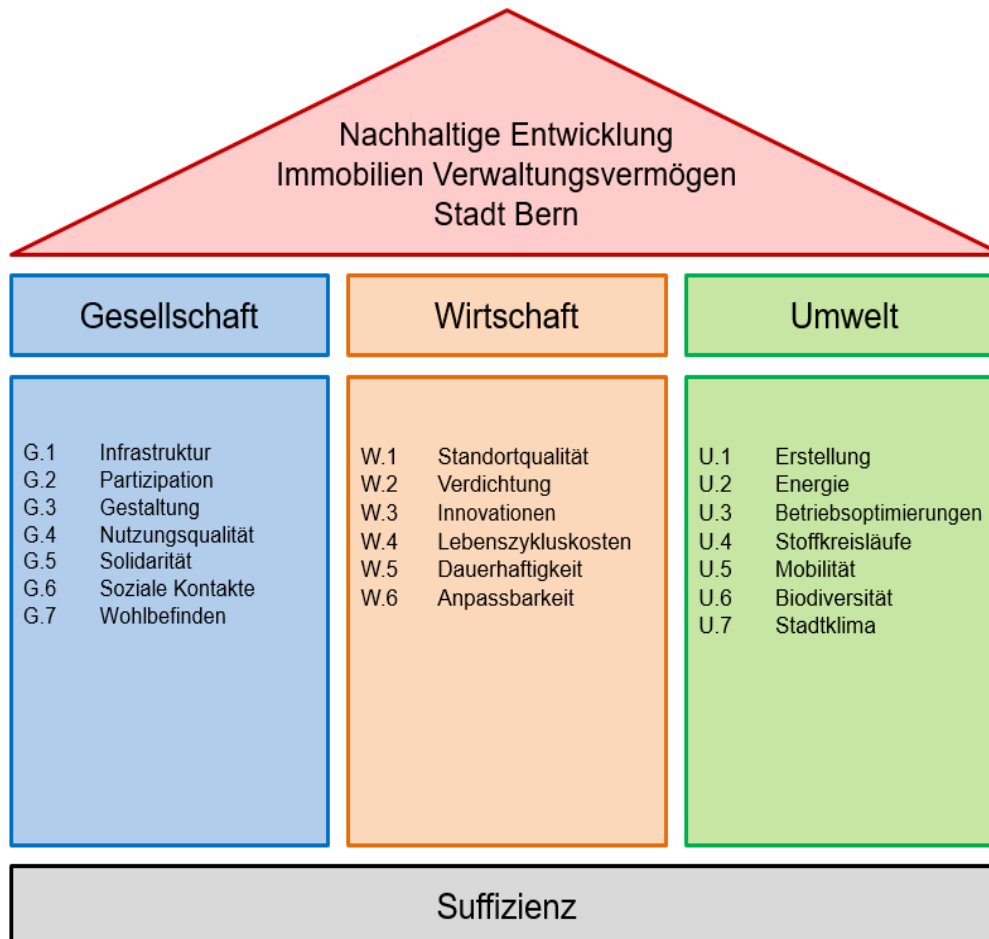 Nachhaltige Entwicklung
Immobilien Verwaltungsvermögen
Stadt Bern
Gesellschaft
G.1 Infrastruktur
G.2 Partizipation
G.3 Gestaltung
G.4 Nutzungsqualität
G.5 Solidarität
G.6 Soziale Kontakte
G.7 Wohlbefinden
Wirtschaft
W.1 Standortqualität
W.2 Verdichtung
W.3 Innovationen
W.4 Lebenszykluskosten
W.5 Dauerhaftigkeit
W.6 Anpassbarkeit
Umwelt
U.1 Erstellung
U.2 Energie
U.3 Betriebsoptimierungen
U.4 Stoffkreisläufe
U.5 Mobilität
U.6 Biodiversität
U.7 Stadtklima
Suffizienz